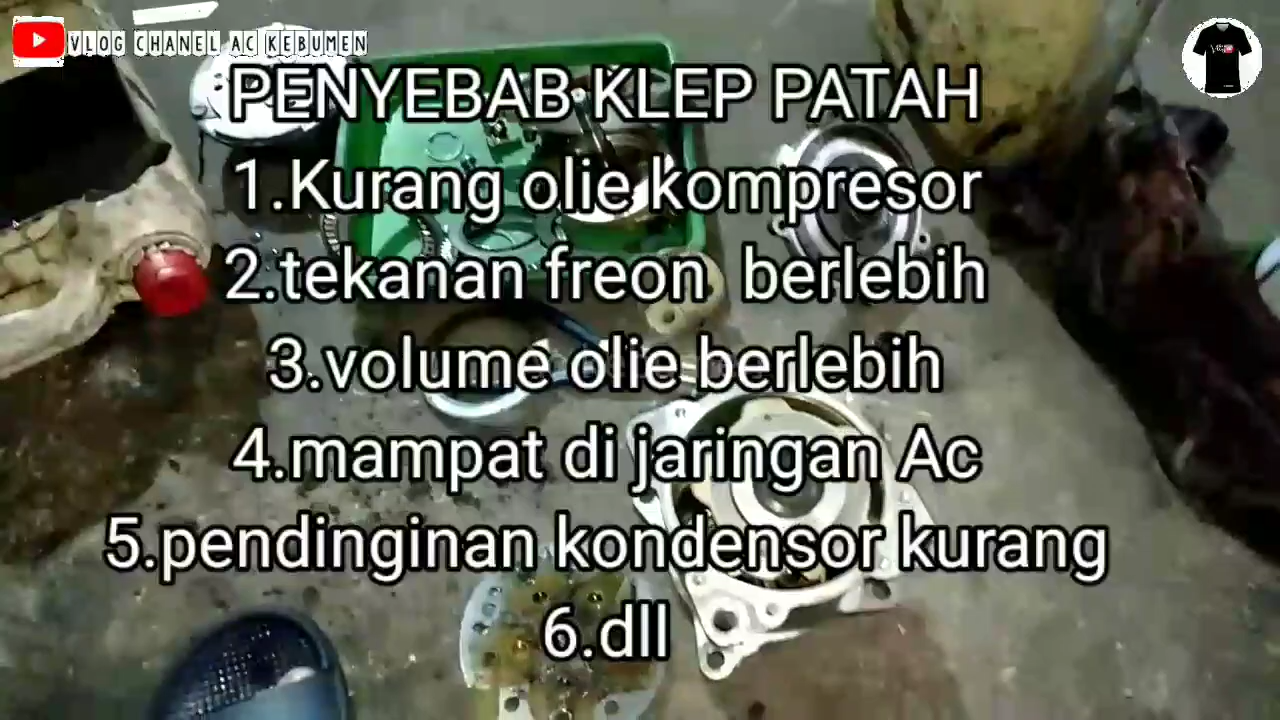 VLOG CHANEL AC KEBUMEN
PENYEBAB KLEP PATAH
1.Kurang olie kompresor
2.tekanan freon berlebih
3.volume olie berlebih
4.mampat di jaringan Ac
5.pendinginan kondensor kurang
6.dll